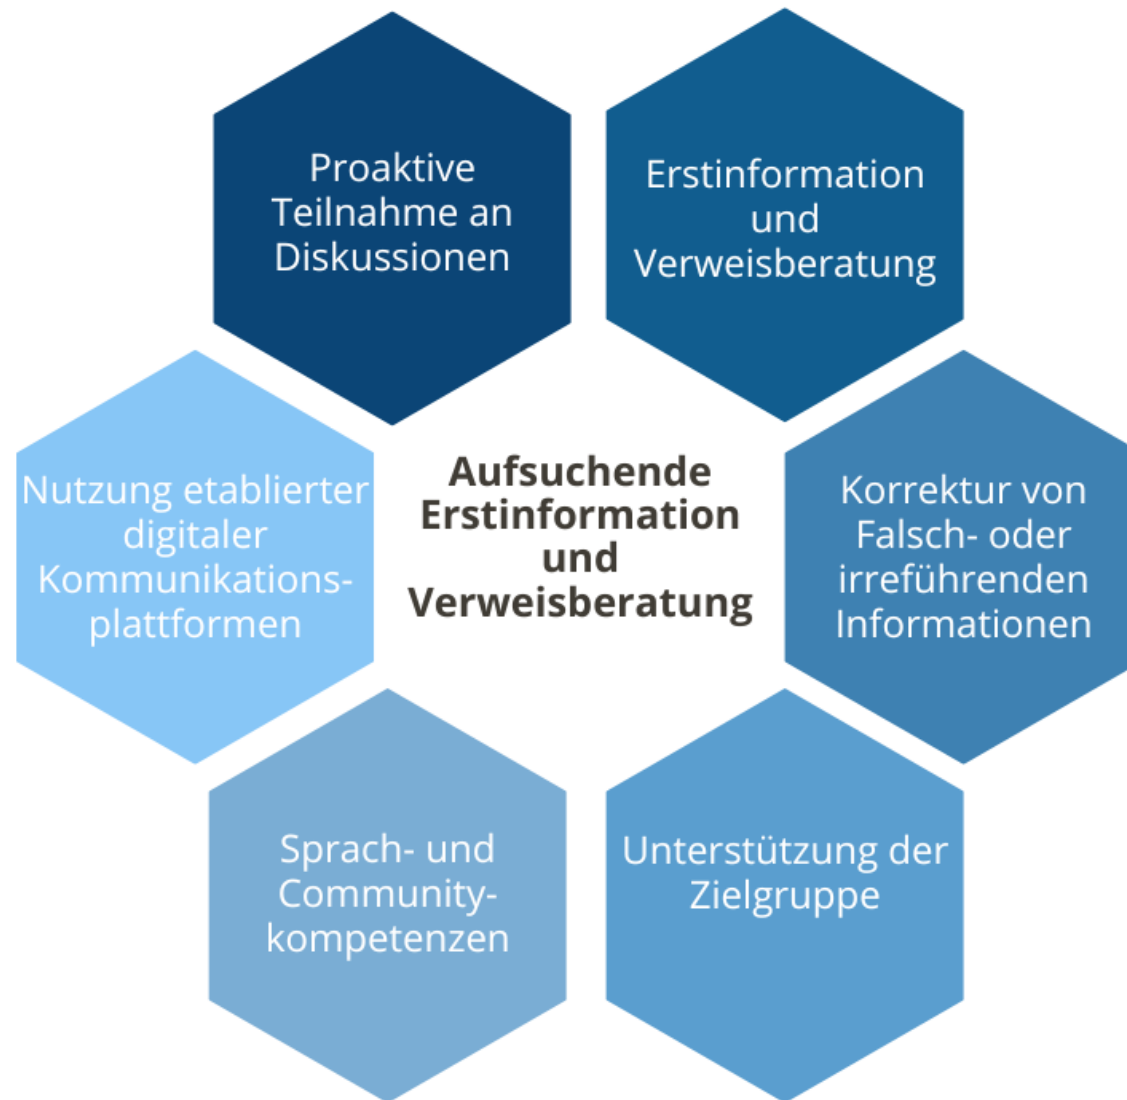 Proaktive
Teilnahme an
Diskussionen
Erstinformation
und
Verweisberatung
Nutzung etablierter
digitaler
Kommunikations-
plattformen
Aufsuchende
Erstinformation
und
Verweisberatung
Korrektur von
Falsch- oder
irreführenden
Informationen
Sprach- und
Community-
kompetenzen
Unterstützung der
Zielgruppe